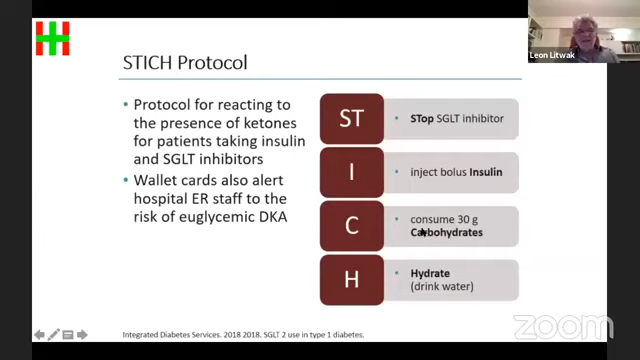 Leon Litwak
STICH Protocol
• Protocol for reacting to
the presence of ketones
for patients taking insulin
and SGLT inhibitors
• Wallet cards also alert
hospital ER staff to the
risk of euglycemic DKA
ST
• STop SGLT inhibitor
I
• inject bolus Insulin
C
• consume 30 g
Carbohydrates
H
• Hydrate
(drink water)
Integrated Diabetes Services. 2018 2018. SGLT 2 use in type 1 diabetes.
zoom